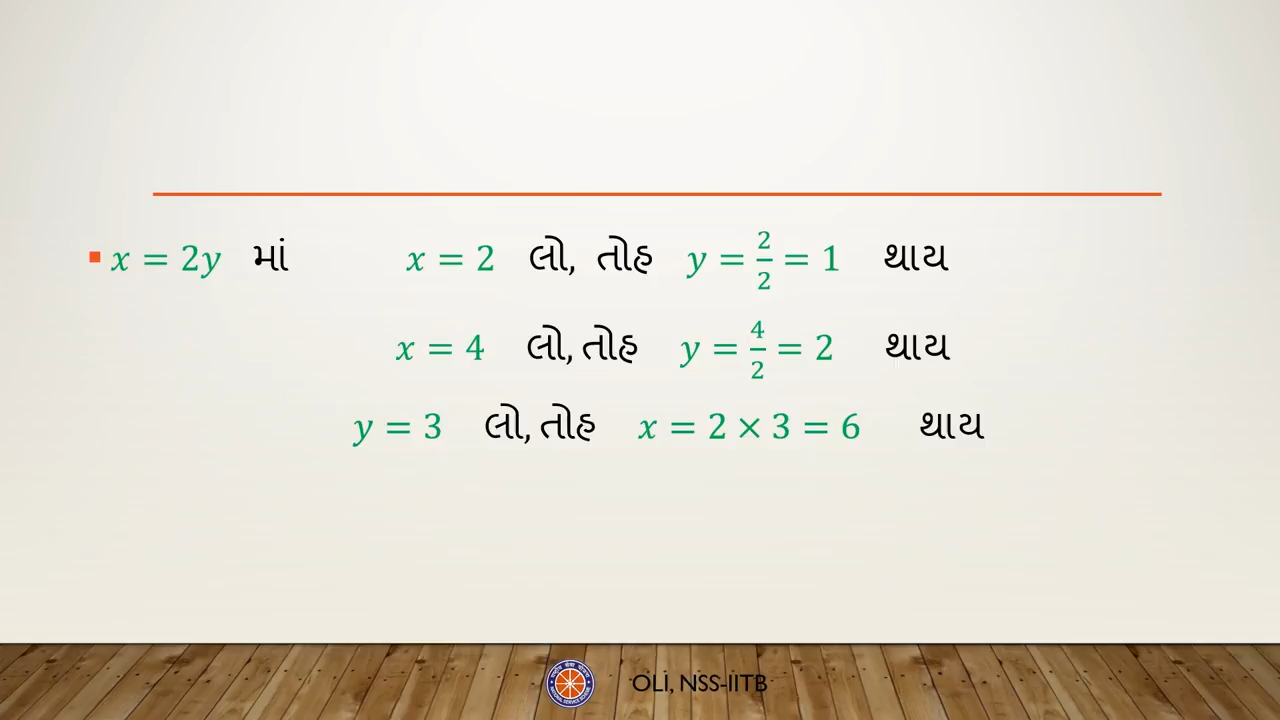 x = 2y માં x = 2 લો, તોહ y = 2/2 = 1 થાય
x = 4 લો, તોહ y = 4/2 = 2 થાય
y = 3 લો, તોહ x = 2 × 3 = 6 થાય
OLI, NSS-IITB